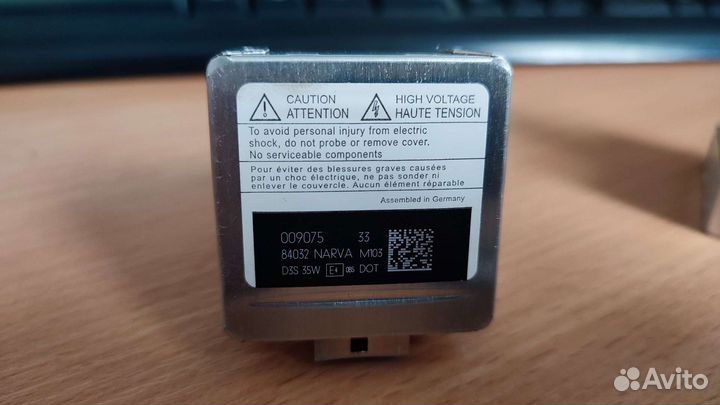 CAUTION
ATTENTION
HIGH VOLTAGE
HAUTE TENSION
To avoid personal injury from electric
shock, do not probe or remove cover.
No serviceable components
Pour éviter des blessures graves causées
par un choc électrique, ne pas sonder ni
enlever le couvercle. Aucun élément réparable
Assembled in Germany
009075 33
84032 NARVA M103
D3S 35W E4 DOT
Avito